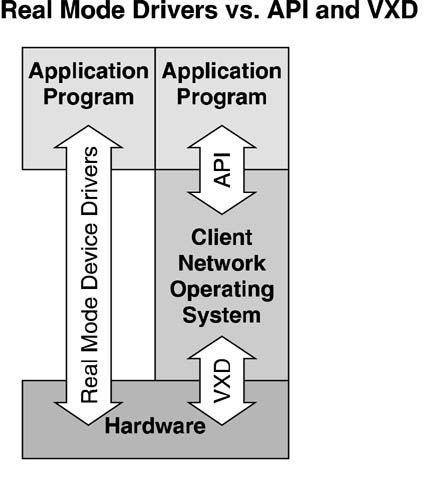 Real Mode Drivers vs. API and VXD
Application
Program
Application
Program
Real Mode Device Drivers
API
Client
Network
Operating
System
VXD
Hardware